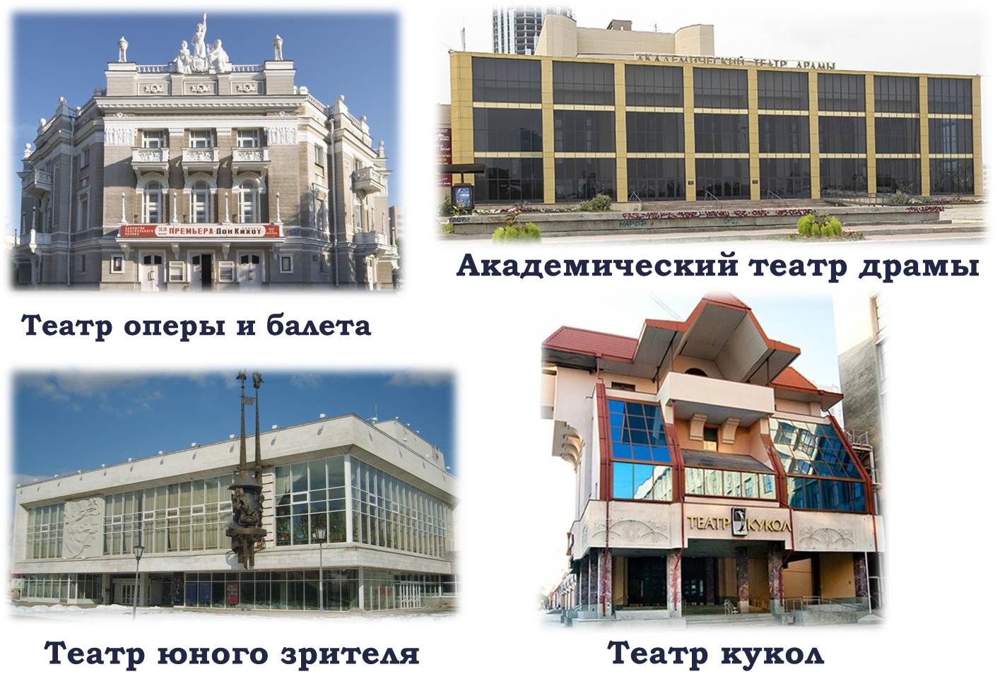 ПРЕМЬЕРА ДОН КИХОТ
Театр оперы и балета
АКАДЕМИЧЕСКИЙ ТЕАТР ДРАМЫ
Академический театр драмы
Театр юного зрителя
ТЕАТР КУКОЛ
Театр кукол